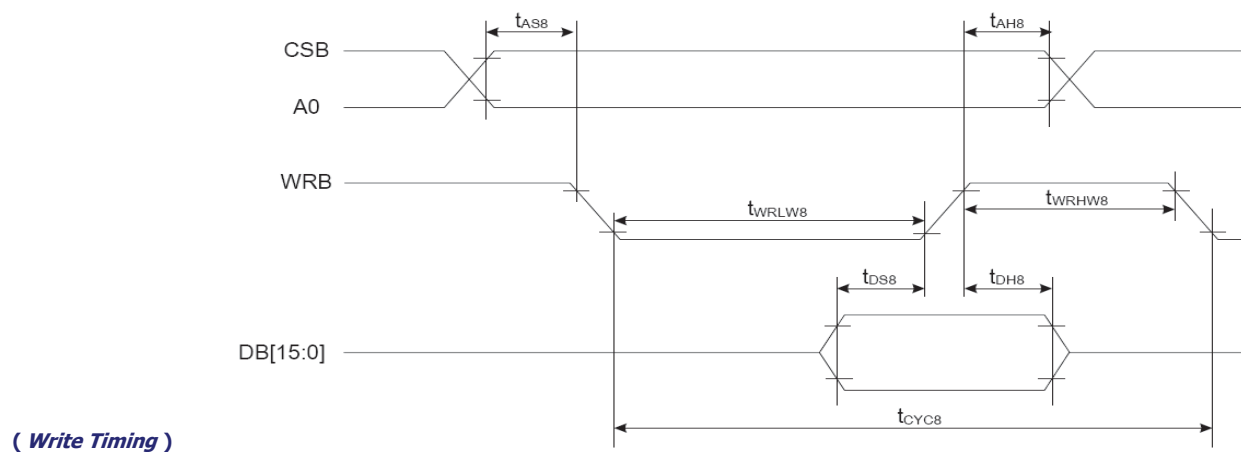 tAS8 tAH8
CSB
A0
WRB
tWRLW8 tWRHW8
tDS8 tDH8
DB[15:0]
tCYC8
( Write Timing )